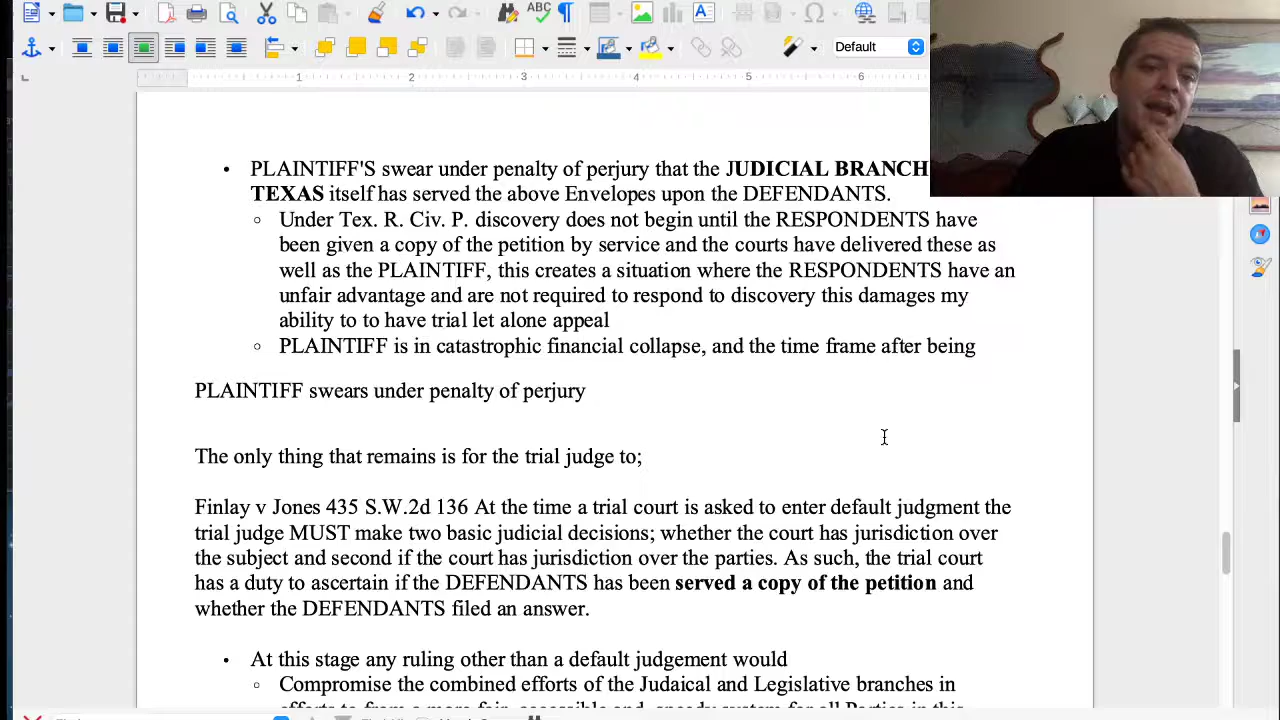 ABC
Default
1
2
3
4
5
6
• PLAINTIFF'S swear under penalty of perjury that the JUDICIAL BRANCH
TEXAS itself has served the above Envelopes upon the DEFENDANTS.
◦ Under Tex. R. Civ. P. discovery does not begin until the RESPONDENTS have
been given a copy of the petition by service and the courts have delivered these as
well as the PLAINTIFF, this creates a situation where the RESPONDENTS have an
unfair advantage and are not required to respond to discovery this damages my
ability to to have trial let alone appeal
◦ PLAINTIFF is in catastrophic financial collapse, and the time frame after being
PLAINTIFF swears under penalty of perjury
The only thing that remains is for the trial judge to;
Finlay v Jones 435 S.W.2d 136 At the time a trial court is asked to enter default judgment the
trial judge MUST make two basic judicial decisions; whether the court has jurisdiction over
the subject and second if the court has jurisdiction over the parties. As such, the trial court
has a duty to ascertain if the DEFENDANTS has been served a copy of the petition and
whether the DEFENDANTS filed an answer.
• At this stage any ruling other than a default judgement would
◦ Compromise the combined efforts of the Judaical and Legislative branches in